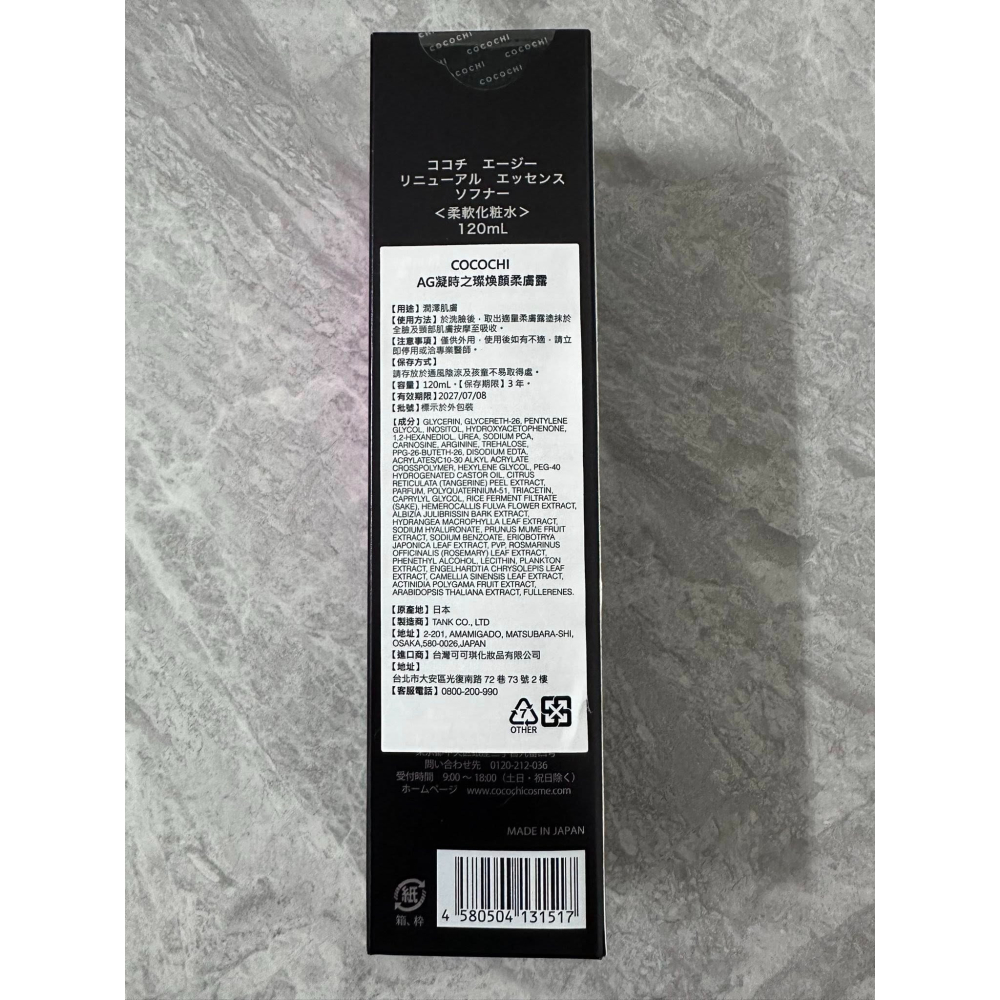 COCOCHI COCOCHI
COCOCHI COCOCHI
COCOCHI
COCOCHI
ココチ エージー
リニューアル エッセンス
ソフナー
<柔軟化粧水>
120mL
COCOCHI
AG凝時之璨煥顏柔膚露
【用途】潤澤肌膚
【使用方法】於洗臉後，取出適量柔膚露塗抹於
全臉及頸部肌膚按摩至吸收。
【注意事項】僅供外用，使用後如有不適，請立
即停用或洽專業醫師。
【保存方式】
請存放於通風陰涼及孩童不易取得處。
【容量】120mL．【保存期限】3 年。
【有效期限】2027/07/08
【批號】標示於外包裝
【成分】GLYCERIN, GLYCERETH-26, PENTYLENE
GLYCOL, INOSITOL, HYDROXYACETOPHENONE,
1,2-HEXANEDIOL, UREA, SODIUM PCA,
CARNOSINE, ARGININE, TREHALOSE,
PPG-26-BUTETH-26, DISODIUM EDTA,
ACRYLATES/C10-30 ALKYL ACRYLATE
CROSSPOLYMER, HEXYLENE GLYCOL, PEG-40
HYDROGENATED CASTOR OIL, CITRUS
RETICULATA (TANGERINE) PEEL EXTRACT,
PARFUM, POLYQUATERNIUM-51, TRIACETIN,
CAPRYLYL GLYCOL, RICE FERMENT FILTRATE
(SAKE), HEMEROCALLIS FULVA FLOWER EXTRACT,
ALBIZIA JULIBRISSIN BARK EXTRACT,
HYDRANGEA MACROPHYLLA LEAF EXTRACT,
SODIUM HYALURONATE, PRUNUS MUME FRUIT
EXTRACT, SODIUM BENZOATE, ERIOBOTRYA
JAPONICA LEAF EXTRACT, PVP, ROSMARINUS
OFFICINALIS (ROSEMARY) LEAF EXTRACT,
PHENETHYL ALCOHOL, LECITHIN, PLANKTON
EXTRACT, ENGELHARDTIA CHRYSOLEPIS LEAF
EXTRACT, CAMELLIA SINENSIS LEAF EXTRACT,
ACTINIDIA POLYGAMA FRUIT EXTRACT,
ARABIDOPSIS THALIANA EXTRACT, FULLERENES.
【原產地】日本
【製造商】TANK CO., LTD
【地址】2-201, AMAMIGADO, MATSUBARA-SHI,
OSAKA,580-0026,JAPAN
【進口商】台灣可可琪化妝品有限公司
【地址】
台北市大安區光復南路 72 巷 73 號 2 樓
【客服電話】0800-200-990
7
OTHER
問い合わせ先 0120-212-036
受付時間 9:00～18:00（土日・祝日除く）
ホームページ www.cocochicosme.com
MADE IN JAPAN
紙
箱、枠
4 580504 131517